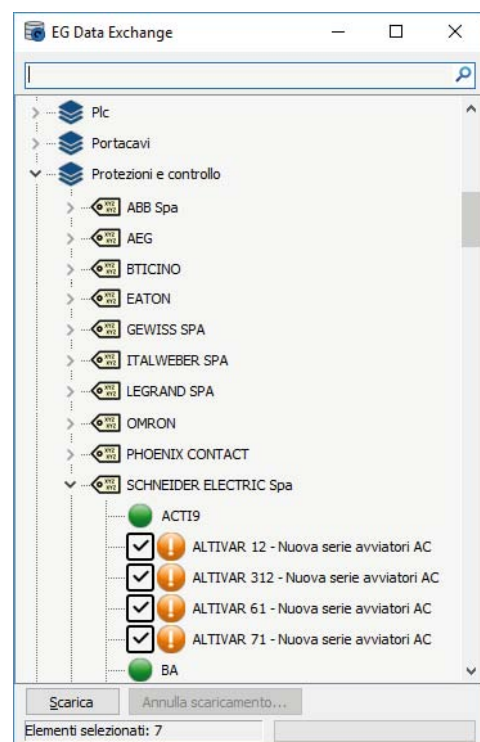 EG Data Exchange
Plc
Portacavi
Protezioni e controllo
ABB Spa
AEG
BTICINO
EATON
GEWISS SPA
ITALWEBER SPA
LEGRAND SPA
OMRON
PHOENIX CONTACT
SCHNEIDER ELECTRIC Spa
ACTI9
ALTIVAR 12 - Nuova serie avviatori AC
ALTIVAR 312 - Nuova serie avviatori AC
ALTIVAR 61 - Nuova serie avviatori AC
ALTIVAR 71 - Nuova serie avviatori AC
BA
Scarica Annulla scaricamento...
Elementi selezionati: 7